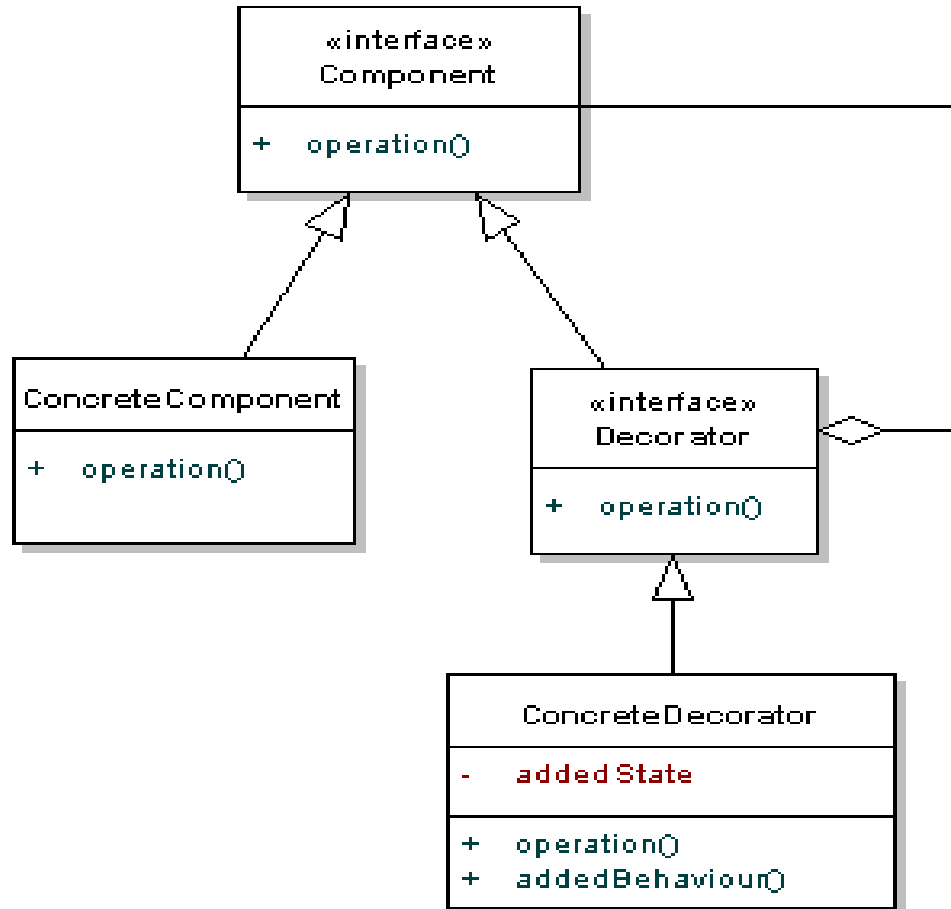 «interface»
Component
+ operation()
ConcreteComponent
+ operation()
«interface»
Decorator
+ operation()
ConcreteDecorator
- addedState
+ operation()
+ addedBehaviour()